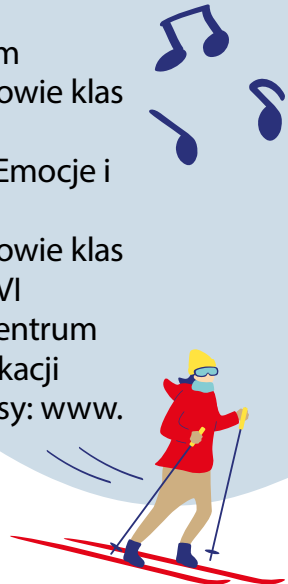 m
owie klas
Emocje i
owie klas
VI
entrum
kacji
sy: www.